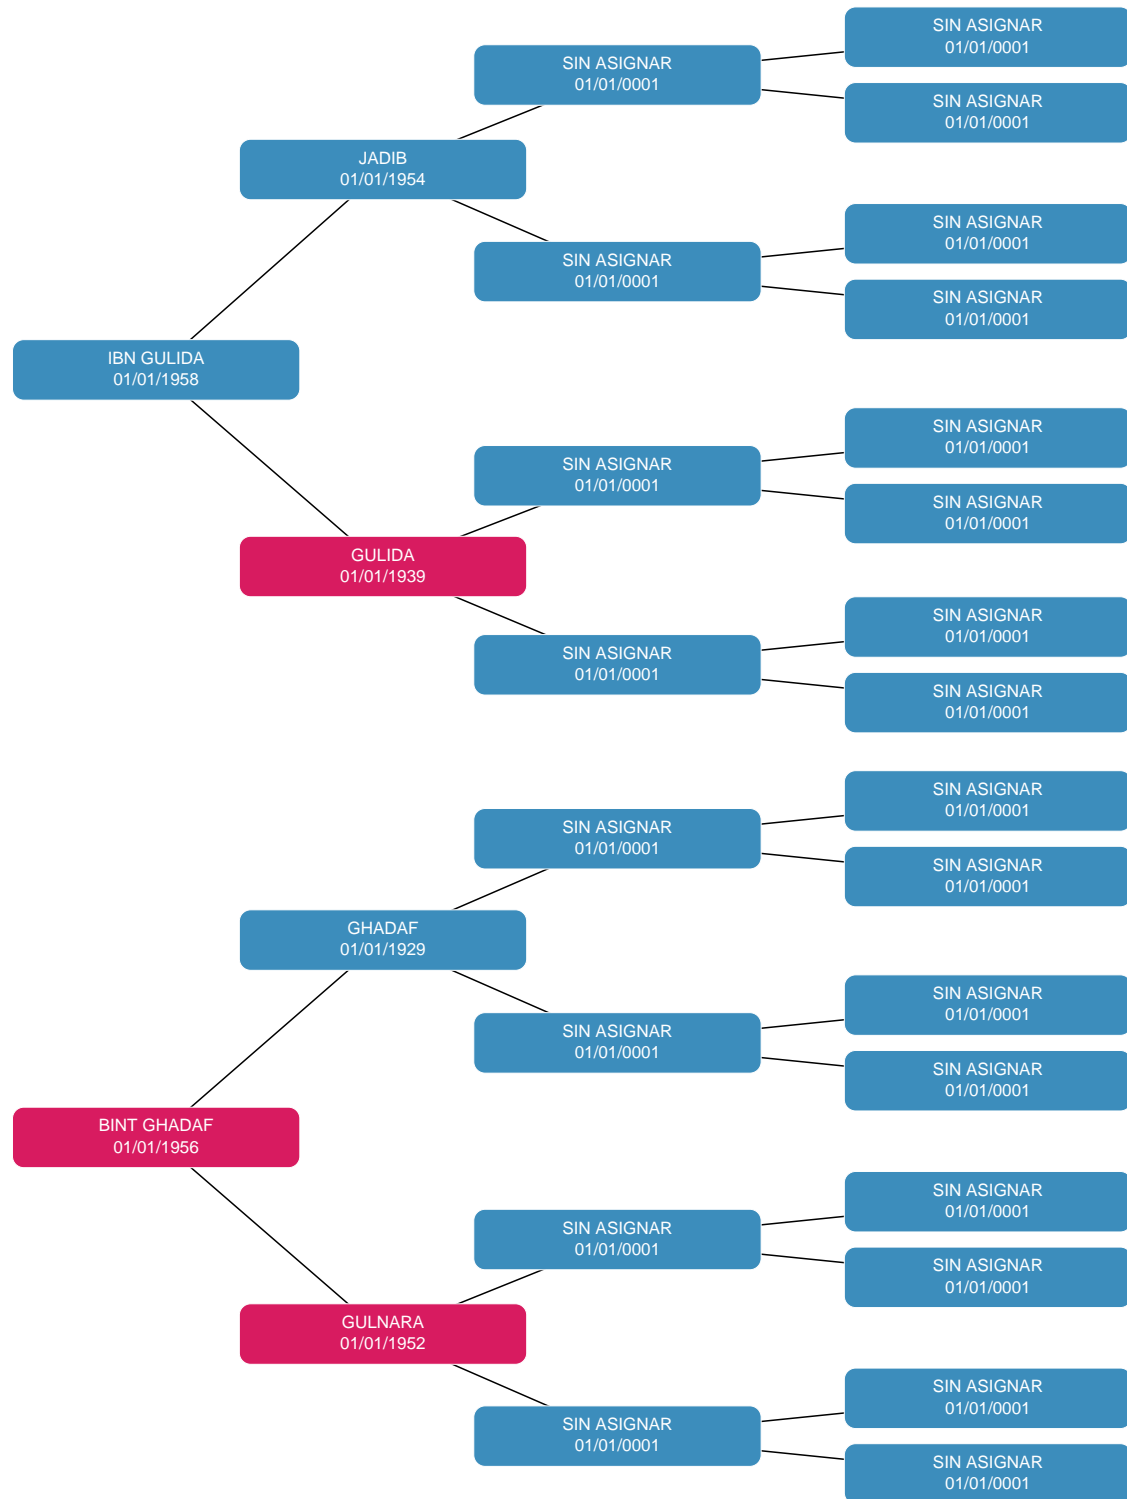 SIN ASIGNAR
01/01/0001
SIN ASIGNAR
01/01/0001
SIN ASIGNAR
01/01/0001
JADIB
01/01/1954
SIN ASIGNAR
01/01/0001
SIN ASIGNAR
01/01/0001
SIN ASIGNAR
01/01/0001
IBN GULIDA
01/01/1958
SIN ASIGNAR
01/01/0001
SIN ASIGNAR
01/01/0001
SIN ASIGNAR
01/01/0001
GULIDA
01/01/1939
SIN ASIGNAR
01/01/0001
SIN ASIGNAR
01/01/0001
SIN ASIGNAR
01/01/0001
SIN ASIGNAR
01/01/0001
SIN ASIGNAR
01/01/0001
SIN ASIGNAR
01/01/0001
GHADAF
01/01/1929
SIN ASIGNAR
01/01/0001
SIN ASIGNAR
01/01/0001
SIN ASIGNAR
01/01/0001
BINT GHADAF
01/01/1956
SIN ASIGNAR
01/01/0001
SIN ASIGNAR
01/01/0001
SIN ASIGNAR
01/01/0001
GULNARA
01/01/1952
SIN ASIGNAR
01/01/0001
SIN ASIGNAR
01/01/0001
SIN ASIGNAR
01/01/0001